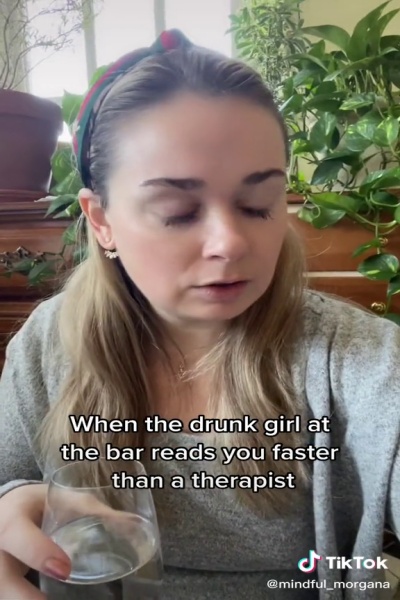 When the drunk girl at
the bar reads you faster
than a therapist
TikTok
@mindful_morgana